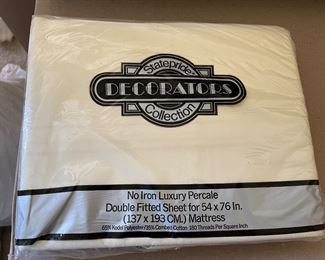 Statepride
DECORATORS
Collection
No Iron Luxury Percale
Double Fitted Sheet for 54 x 76 In.
(137 x 193 CM.) Mattress
65% Kodel Polyester/35% Combed Cotton 180 Threads Per Square Inch